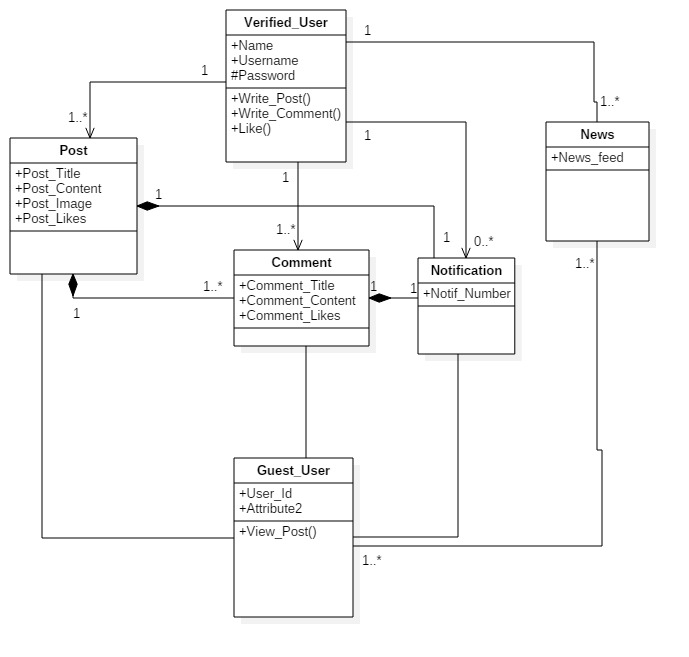 Verified_User
+Name
+Username
#Password
+Write_Post()
+Write_Comment()
+Like()
1
1..*
1
1..*
1
0..*
1
1..*
Post
+Post_Title
+Post_Content
+Post_Image
+Post_Likes
News
+News_feed
1
1
1
1..*
Comment
+Comment_Title
+Comment_Content
+Comment_Likes
1
1
Notification
+Notif_Number
1..*
1..*
Guest_User
+User_Id
+Attribute2
+View_Post()